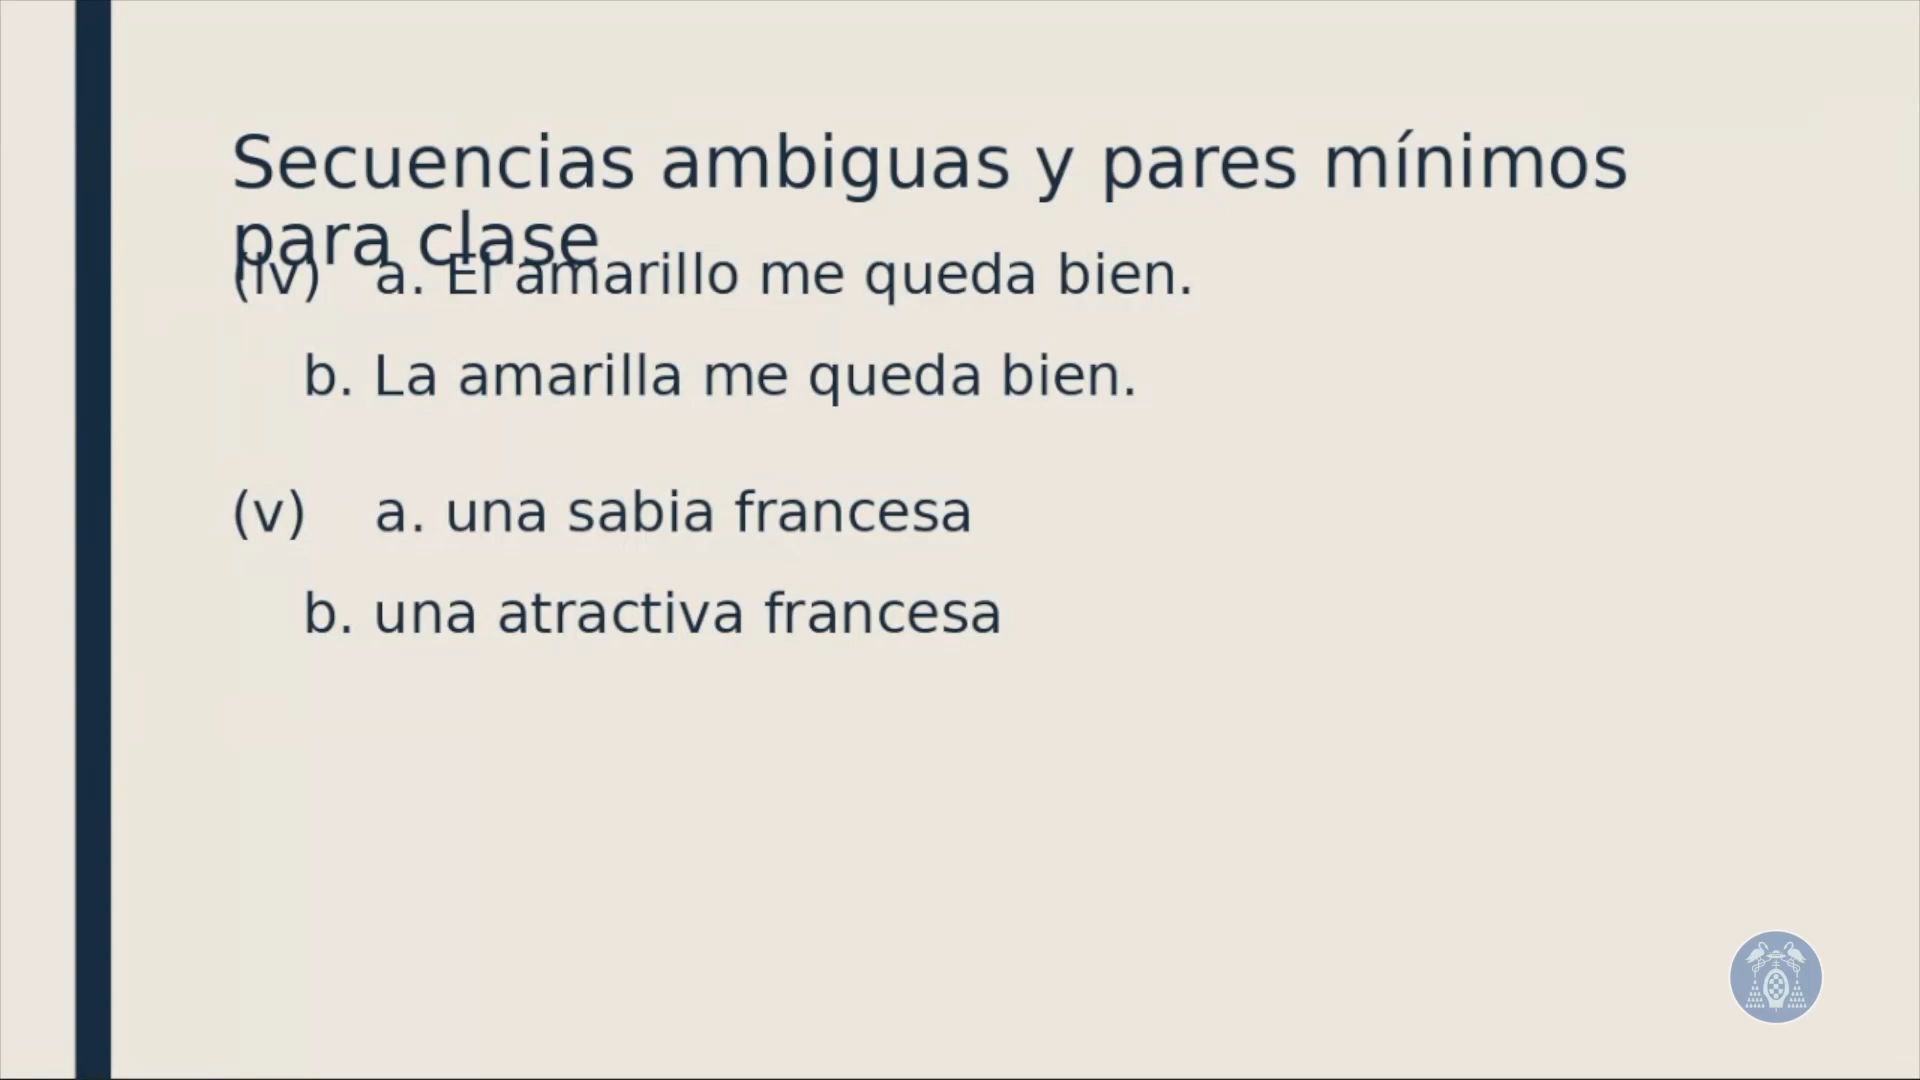 Secuencias ambiguas y pares mínimos
para clase
(iv) a. El amarillo me queda bien.
b. La amarilla me queda bien.
(v) a. una sabia francesa
b. una atractiva francesa